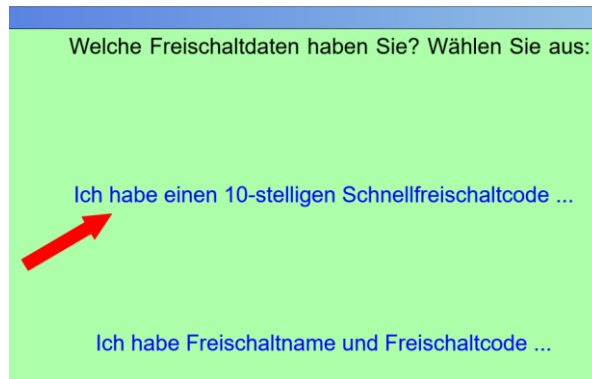 Welche Freischaltdaten haben Sie? Wählen Sie aus:
Ich habe einen 10-stelligen Schnellfreischaltcode ...
Ich habe Freischaltname und Freischaltcode ...